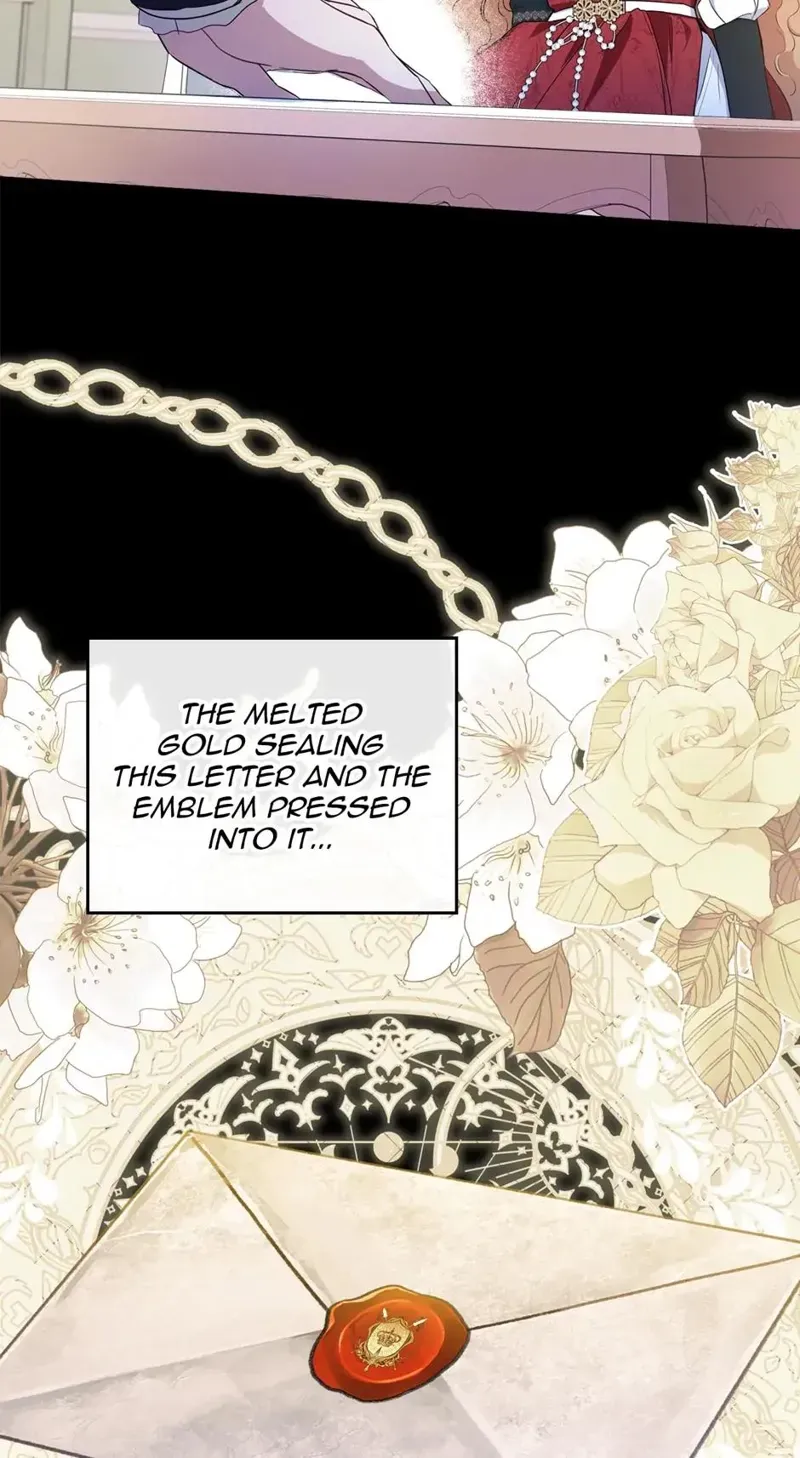 THE MELTED
GOLD SEALING
THIS LETTER AND THE
EMBLEM PRESSED
INTO IT...